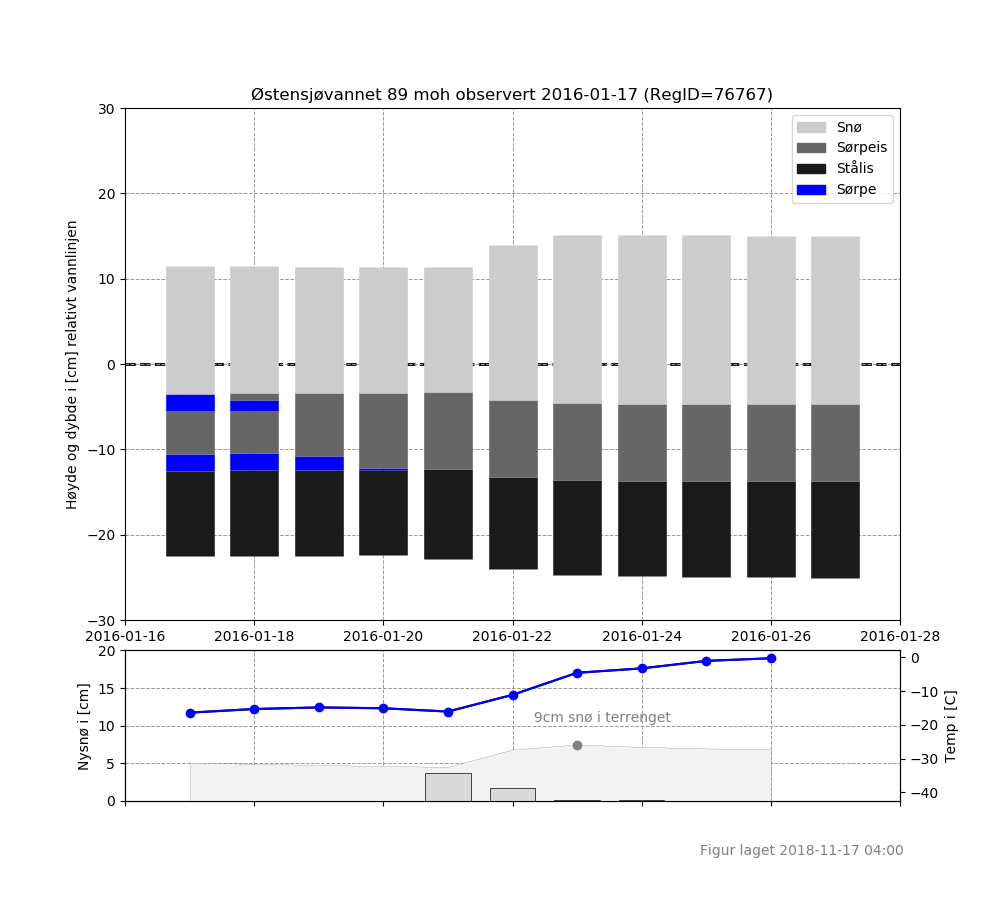 Østensjøvannet 89 moh observert 2016-01-17 (RegID=76767)
Høyde og dybde i [cm] relativt vannlinjen
30
20
10
0
−10
−20
−30
Snø
Sørpeis
Stålis
Sørpe
2016-01-16 2016-01-18 2016-01-20 2016-01-22 2016-01-24 2016-01-26 2016-01-28
Nysnø i [cm]
20
15
10
5
0
9cm snø i terrenget
0
−10
−20
−30
−40
Temp i [C]
Figur laget 2018-11-17 04:00